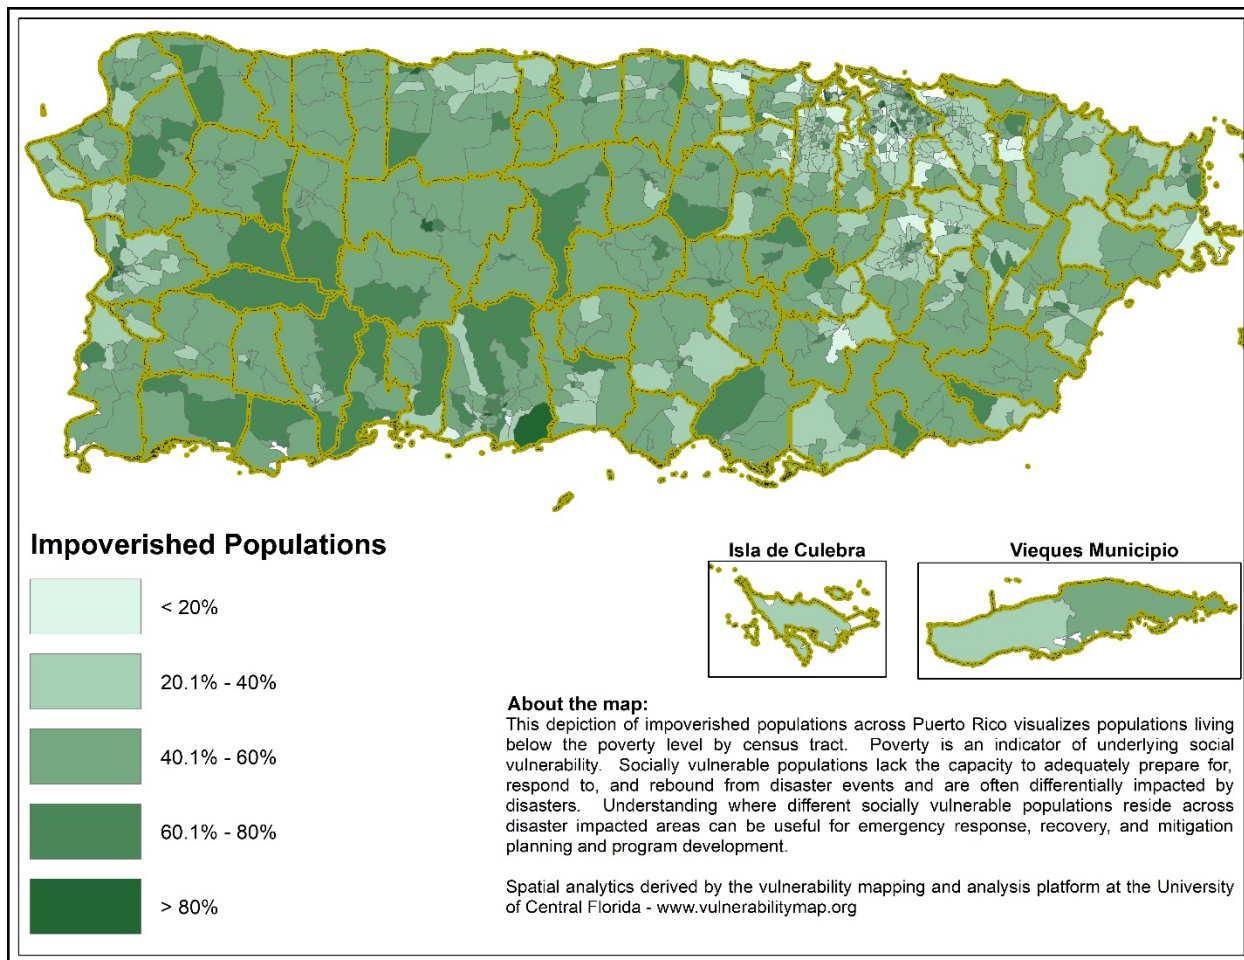 Impoverished Populations
< 20%
20.1% - 40%
40.1% - 60%
60.1% - 80%
> 80%
Isla de Culebra
Vieques Municipio
About the map:
This depiction of impoverished populations across Puerto Rico visualizes populations living
below the poverty level by census tract. Poverty is an indicator of underlying social
vulnerability. Socially vulnerable populations lack the capacity to adequately prepare for,
respond to, and rebound from disaster events and are often differentially impacted by
disasters. Understanding where different socially vulnerable populations reside across
disaster impacted areas can be useful for emergency response, recovery, and mitigation
planning and program development.
Spatial analytics derived by the vulnerability mapping and analysis platform at the University
of Central Florida - www.vulnerabilitymap.org